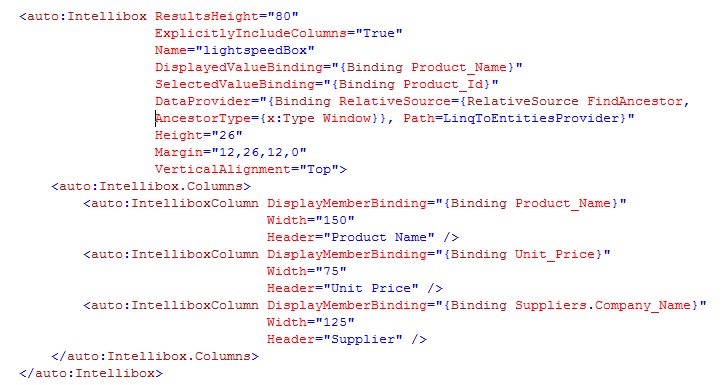 <auto:Intellibox ResultsHeight="80"
ExplicitlyIncludeColumns="True"
Name="lightspeedBox"
DisplayedValueBinding="{Binding Product_Name}"
SelectedValueBinding="{Binding Product_Id}"
DataProvider="{Binding RelativeSource={RelativeSource FindAncestor,
AncestorType={x:Type Window}}, Path=LinqToEntitiesProvider}"
Height="26"
Margin="12,26,12,0"
VerticalAlignment="Top">
<auto:Intellibox.Columns>
<auto:IntelliboxColumn DisplayMemberBinding="{Binding Product_Name}"
Width="150"
Header="Product Name" />
<auto:IntelliboxColumn DisplayMemberBinding="{Binding Unit_Price}"
Width="75"
Header="Unit Price" />
<auto:IntelliboxColumn DisplayMemberBinding="{Binding Suppliers.Company_Name}"
Width="125"
Header="Supplier" />
</auto:Intellibox.Columns>
</auto:Intellibox>